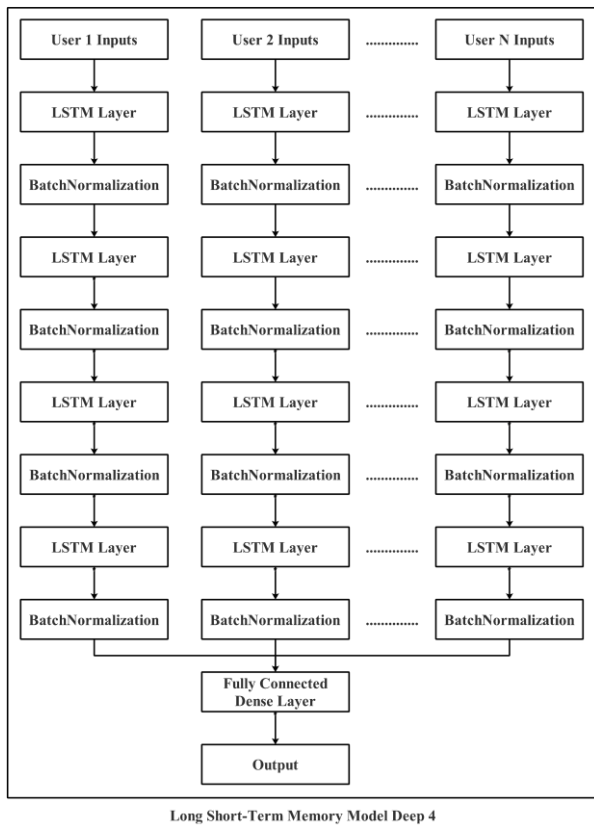 User 1 Inputs User 2 Inputs .............. User N Inputs
LSTM Layer LSTM Layer .............. LSTM Layer
BatchNormalization BatchNormalization .............. BatchNormalization
LSTM Layer LSTM Layer .............. LSTM Layer
BatchNormalization BatchNormalization .............. BatchNormalization
LSTM Layer LSTM Layer .............. LSTM Layer
BatchNormalization BatchNormalization .............. BatchNormalization
LSTM Layer LSTM Layer .............. LSTM Layer
BatchNormalization BatchNormalization .............. BatchNormalization
Fully Connected
Dense Layer
Output
Long Short-Term Memory Model Deep 4